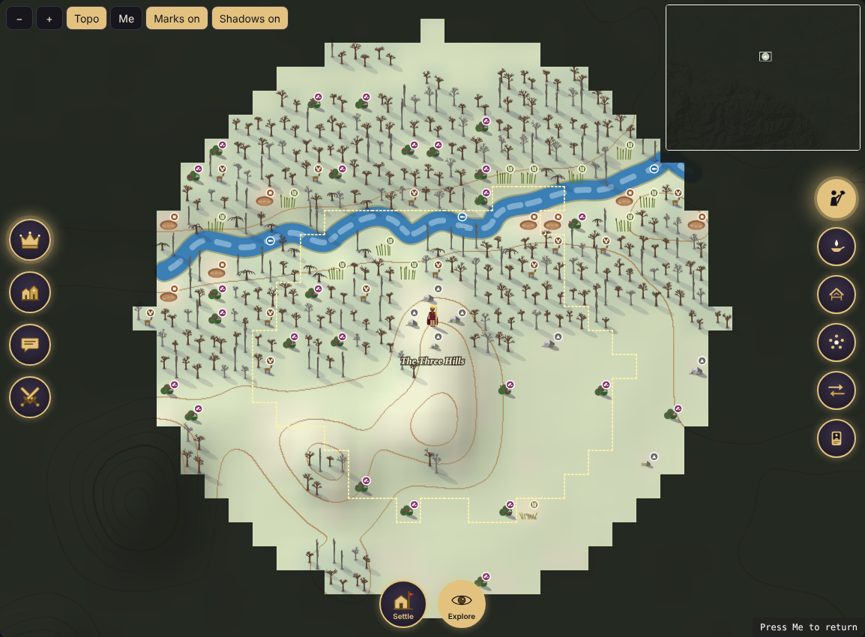 −
+
Topo
Me
Marks on
Shadows on
The Three Hills
Settle
Explore
Press Me to return